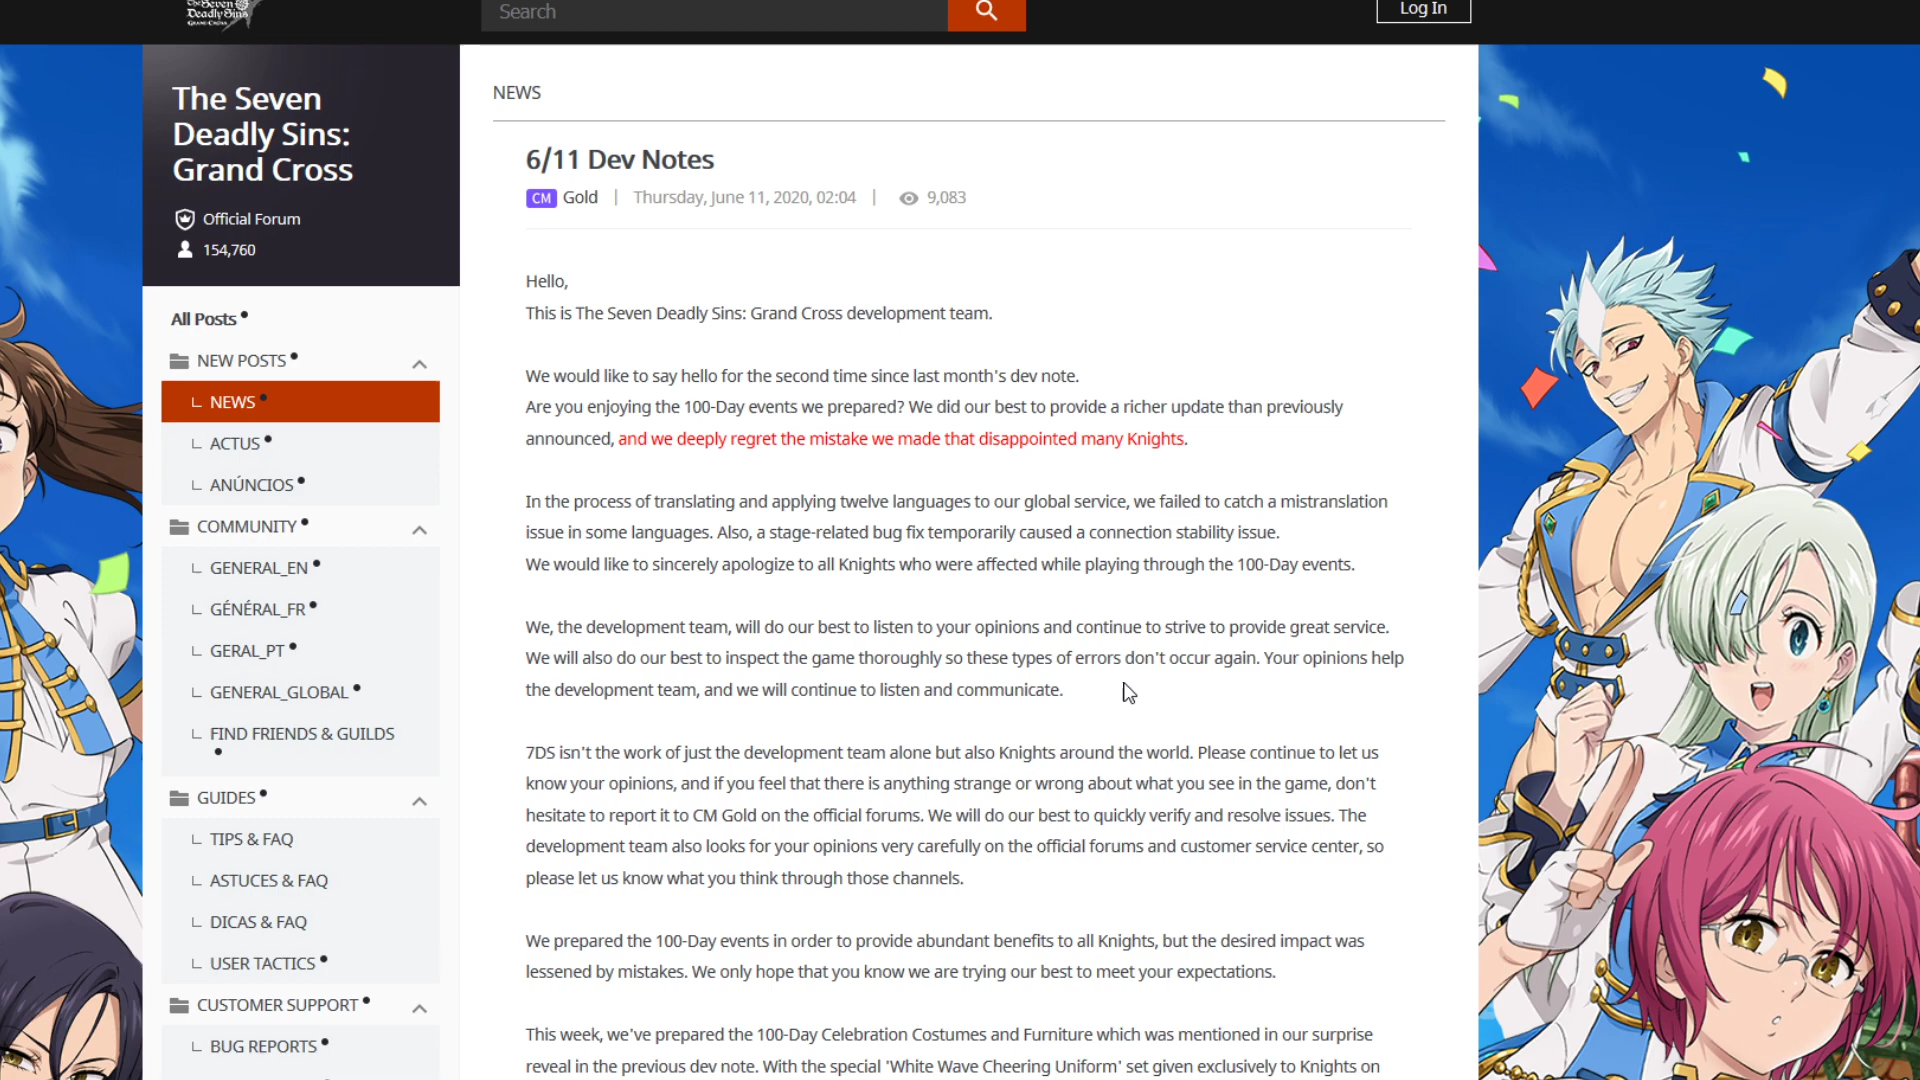 The Seven
Deadly Sins
GRAND CROSS
Search
Log In
The Seven
Deadly Sins:
Grand Cross
Official Forum
154,760
All Posts
NEW POSTS
NEWS
ACTUS
ANÚNCIOS
COMMUNITY
GENERAL_EN
GÉNÉRAL_FR
GERAL_PT
GENERAL_GLOBAL
FIND FRIENDS & GUILDS
GUIDES
TIPS & FAQ
ASTUCES & FAQ
DICAS & FAQ
USER TACTICS
CUSTOMER SUPPORT
BUG REPORTS
NEWS
6/11 Dev Notes
CM Gold | Thursday, June 11, 2020, 02:04 | 9,083
Hello,
This is The Seven Deadly Sins: Grand Cross development team.
We would like to say hello for the second time since last month's dev note.
Are you enjoying the 100-Day events we prepared? We did our best to provide a richer update than previously
announced, and we deeply regret the mistake we made that disappointed many Knights.
In the process of translating and applying twelve languages to our global service, we failed to catch a mistranslation
issue in some languages. Also, a stage-related bug fix temporarily caused a connection stability issue.
We would like to sincerely apologize to all Knights who were affected while playing through the 100-Day events.
We, the development team, will do our best to listen to your opinions and continue to strive to provide great service.
We will also do our best to inspect the game thoroughly so these types of errors don't occur again. Your opinions help
the development team, and we will continue to listen and communicate.
7DS isn't the work of just the development team alone but also Knights around the world. Please continue to let us
know your opinions, and if you feel that there is anything strange or wrong about what you see in the game, don't
hesitate to report it to CM Gold on the official forums. We will do our best to quickly verify and resolve issues. The
development team also looks for your opinions very carefully on the official forums and customer service center, so
please let us know what you think through those channels.
We prepared the 100-Day events in order to provide abundant benefits to all Knights, but the desired impact was
lessened by mistakes. We only hope that you know we are trying our best to meet your expectations.
This week, we've prepared the 100-Day Celebration Costumes and Furniture which was mentioned in our surprise
reveal in the previous dev note. With the special 'White Wave Cheering Uniform' set given exclusively to Knights on